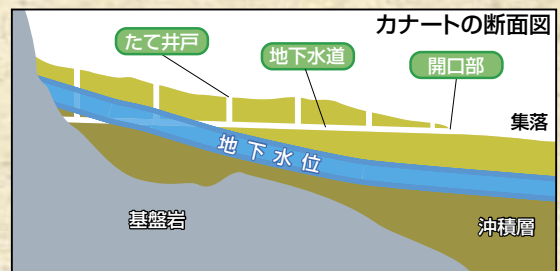 カナートの断面図
たて井戸
地下水道
開口部
集落
地下水位
基盤岩
沖積層